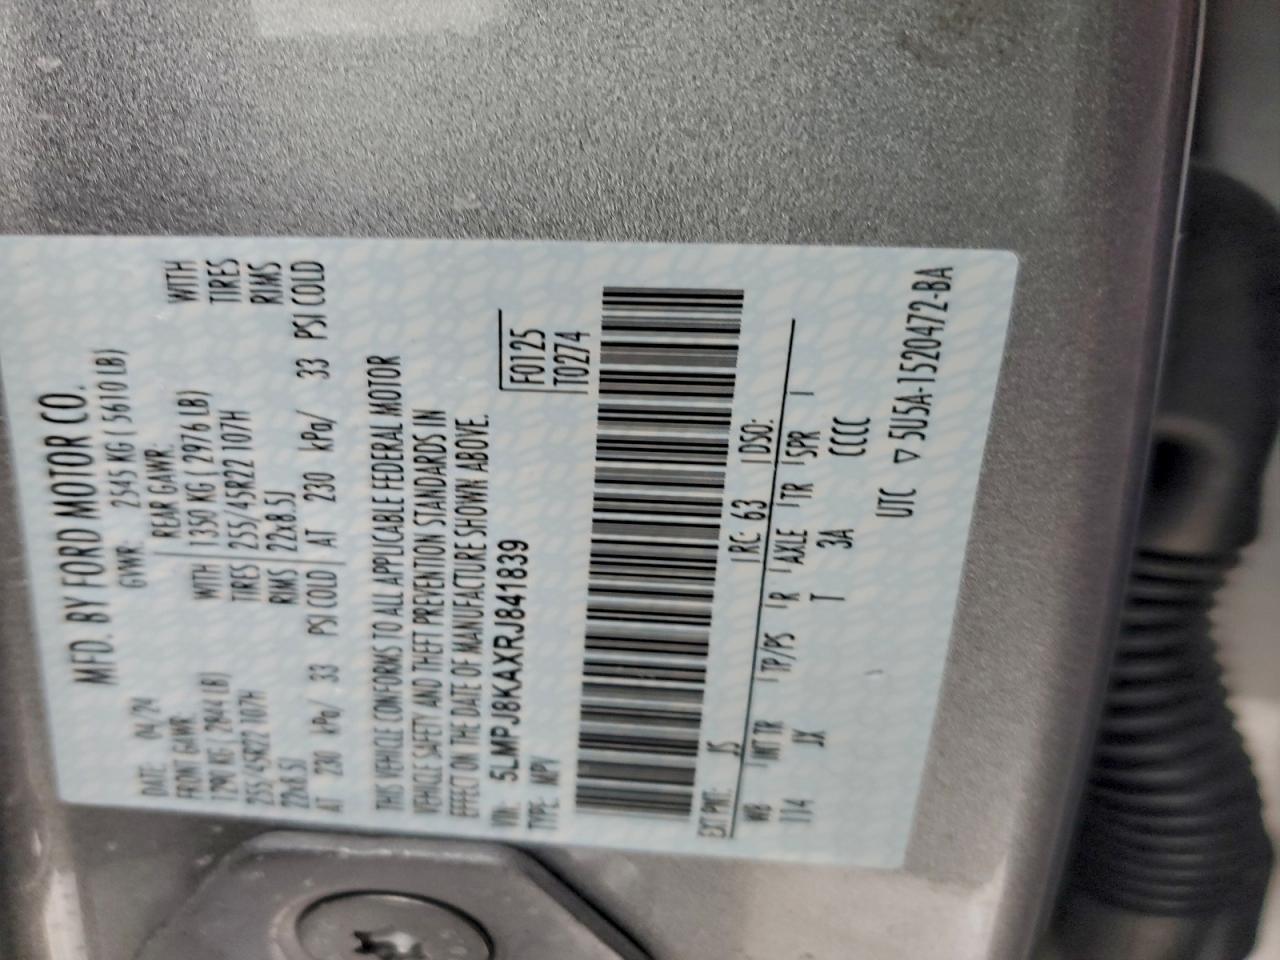 MFD. BY FORD MOTOR CO.
DATE: 04/24 GVWR: 2545 KG ( 5610 LB)
FRONT GAWR: REAR GAWR:
1290 KG ( 2844 LB) WITH 1350 KG ( 2976 LB) WITH
255/45R22 107H TIRES 255/45R22 107H TIRES
22x8.5J RIMS 22x8.5J RIMS
AT 230 kPa/ 33 PSI COLD AT 230 kPa/ 33 PSI COLD
THIS VEHICLE CONFORMS TO ALL APPLICABLE FEDERAL MOTOR
VEHICLE SAFETY AND THEFT PREVENTION STANDARDS IN
EFFECT ON THE DATE OF MANUFACTURE SHOWN ABOVE.
VIN: 5LMPJ8KAXRJ841839
TYPE: MPV
F0125
T0274
EXT PNT: JS RC: 63 DSO:
WB INT TR TP/PS R AXLE TR SPR
114 JX T 3A CCCC
UTC ▽ 5U5A-1520472-BA